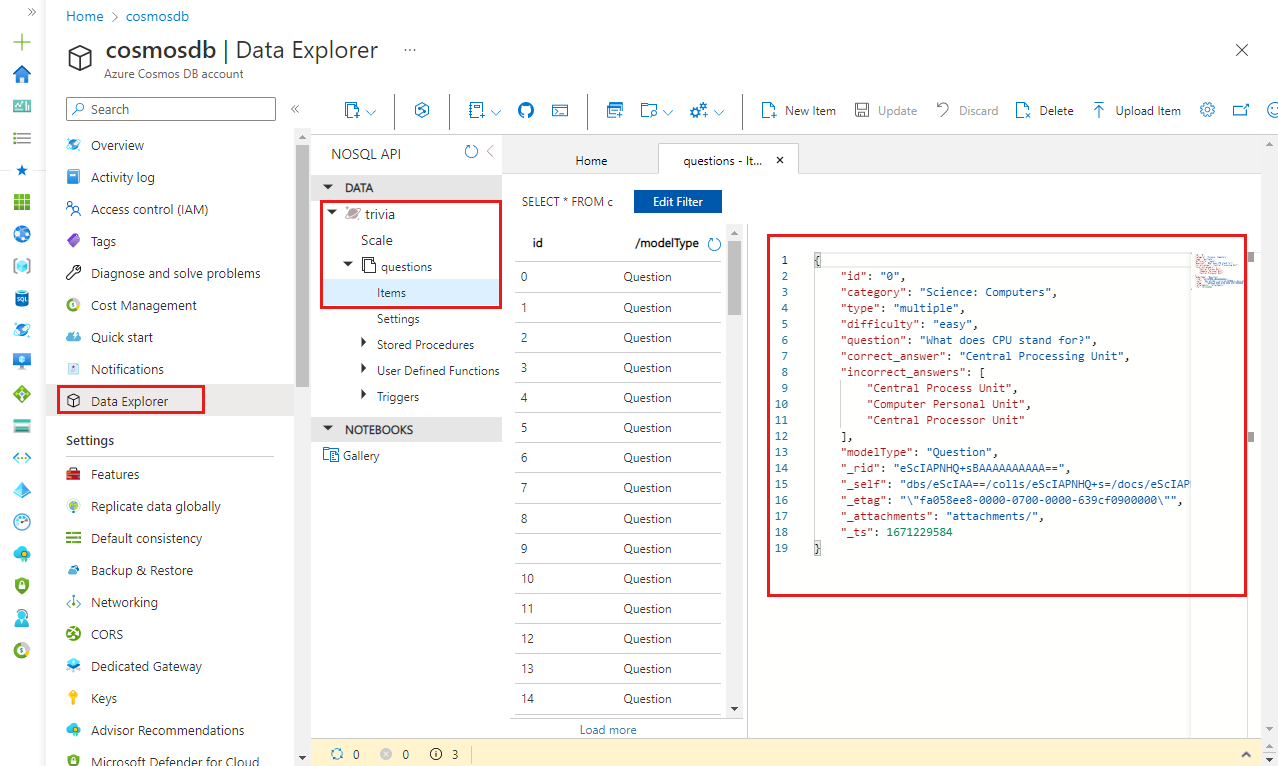 Home > cosmosdb
cosmosdb | Data Explorer ...
Azure Cosmos DB account
Search
Overview
Activity log
Access control (IAM)
Tags
Diagnose and solve problems
Cost Management
Quick start
Notifications
Data Explorer
Settings
Features
Replicate data globally
Default consistency
Backup & Restore
Networking
CORS
Dedicated Gateway
Keys
Advisor Recommendations
Microsoft Defender for Cloud
New Item
Update
Discard
Delete
Upload Item
NOSQL API
DATA
trivia
Scale
questions
Items
Settings
Stored Procedures
User Defined Functions
Triggers
NOTEBOOKS
Gallery
Home
questions - It...
SELECT * FROM c
Edit Filter
id /modelType
0 Question
1 Question
2 Question
3 Question
4 Question
5 Question
6 Question
7 Question
8 Question
9 Question
10 Question
11 Question
12 Question
13 Question
14 Question
Load more
1 {
2 "id": "0",
3 "category": "Science: Computers",
4 "type": "multiple",
5 "difficulty": "easy",
6 "question": "What does CPU stand for?",
7 "correct_answer": "Central Processing Unit",
8 "incorrect_answers": [
9 "Central Process Unit",
10 "Computer Personal Unit",
11 "Central Processor Unit"
12 ],
13 "modelType": "Question",
14 "_rid": "eScIAPNHQ+sBAAAAAAAAAA==",
15 "_self": "dbs/eScIAA==/colls/eScIAPNHQ+s=/docs/eScIAPN
16 "_etag": "\"fa058ee8-0000-0700-0000-639cf0900000\"",
17 "_attachments": "attachments/",
18 "_ts": 1671229584
19 }
0 0 3